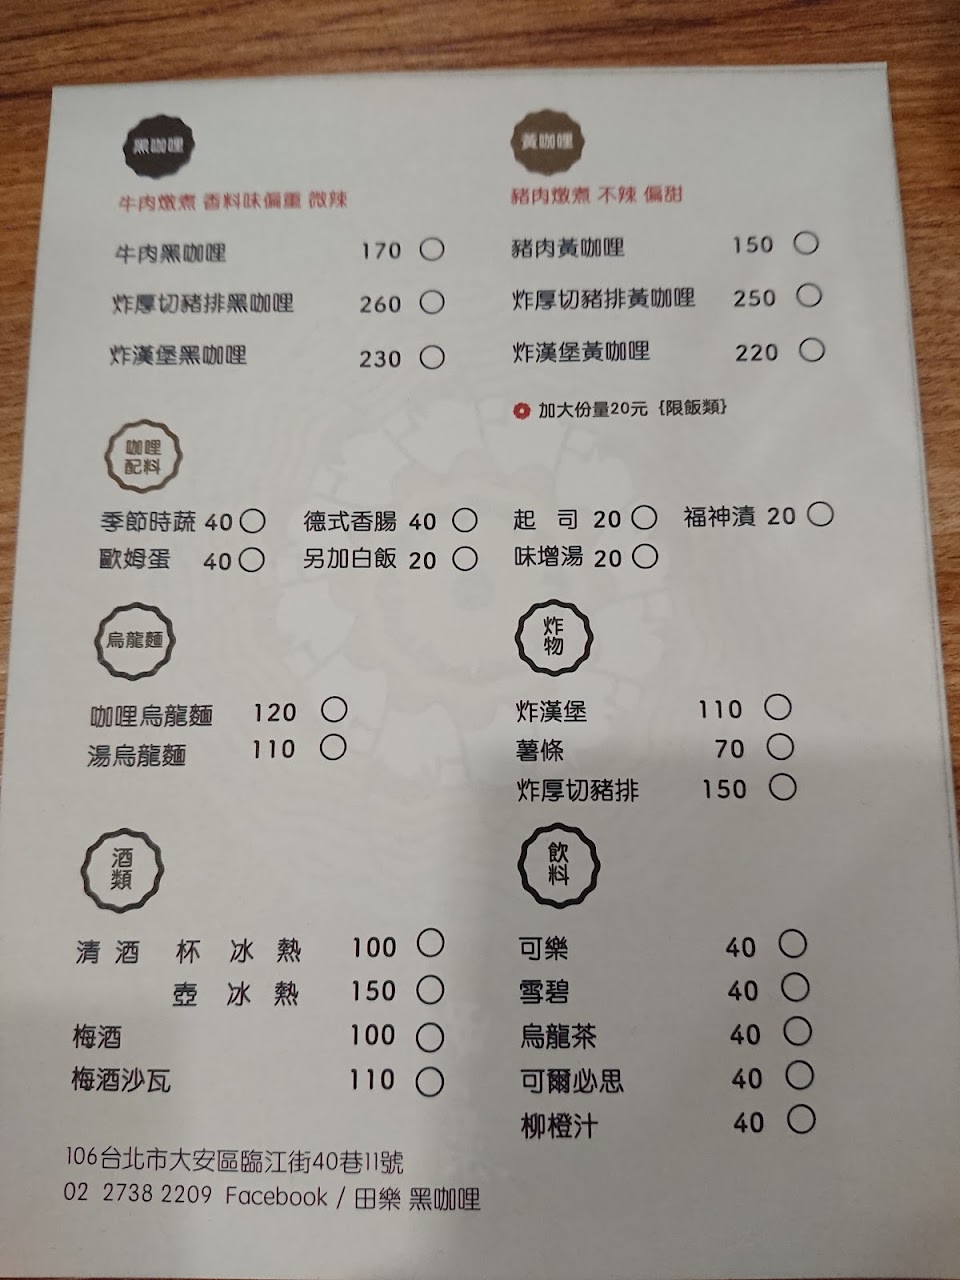 黑咖哩
牛肉燉煮 香料味偏重 微辣
牛肉黑咖哩 170
炸厚切豬排黑咖哩 260
炸漢堡黑咖哩 230
黃咖哩
豬肉燉煮 不辣 偏甜
豬肉黃咖哩 150
炸厚切豬排黃咖哩 250
炸漢堡黃咖哩 220
加大份量20元 {限飯類}
咖哩
配料
季節時蔬 40 德式香腸 40 起 司 20 福神漬 20
歐姆蛋 40 另加白飯 20 味增湯 20
烏龍麵
咖哩烏龍麵 120
湯烏龍麵 110
炸
物
炸漢堡 110
薯條 70
炸厚切豬排 150
酒
類
清 酒 杯 冰 熱 100
壺 冰 熱 150
梅酒 100
梅酒沙瓦 110
飲
料
可樂 40
雪碧 40
烏龍茶 40
可爾必思 40
柳橙汁 40
106台北市大安區臨江街40巷11號
02 2738 2209 Facebook / 田樂 黑咖哩